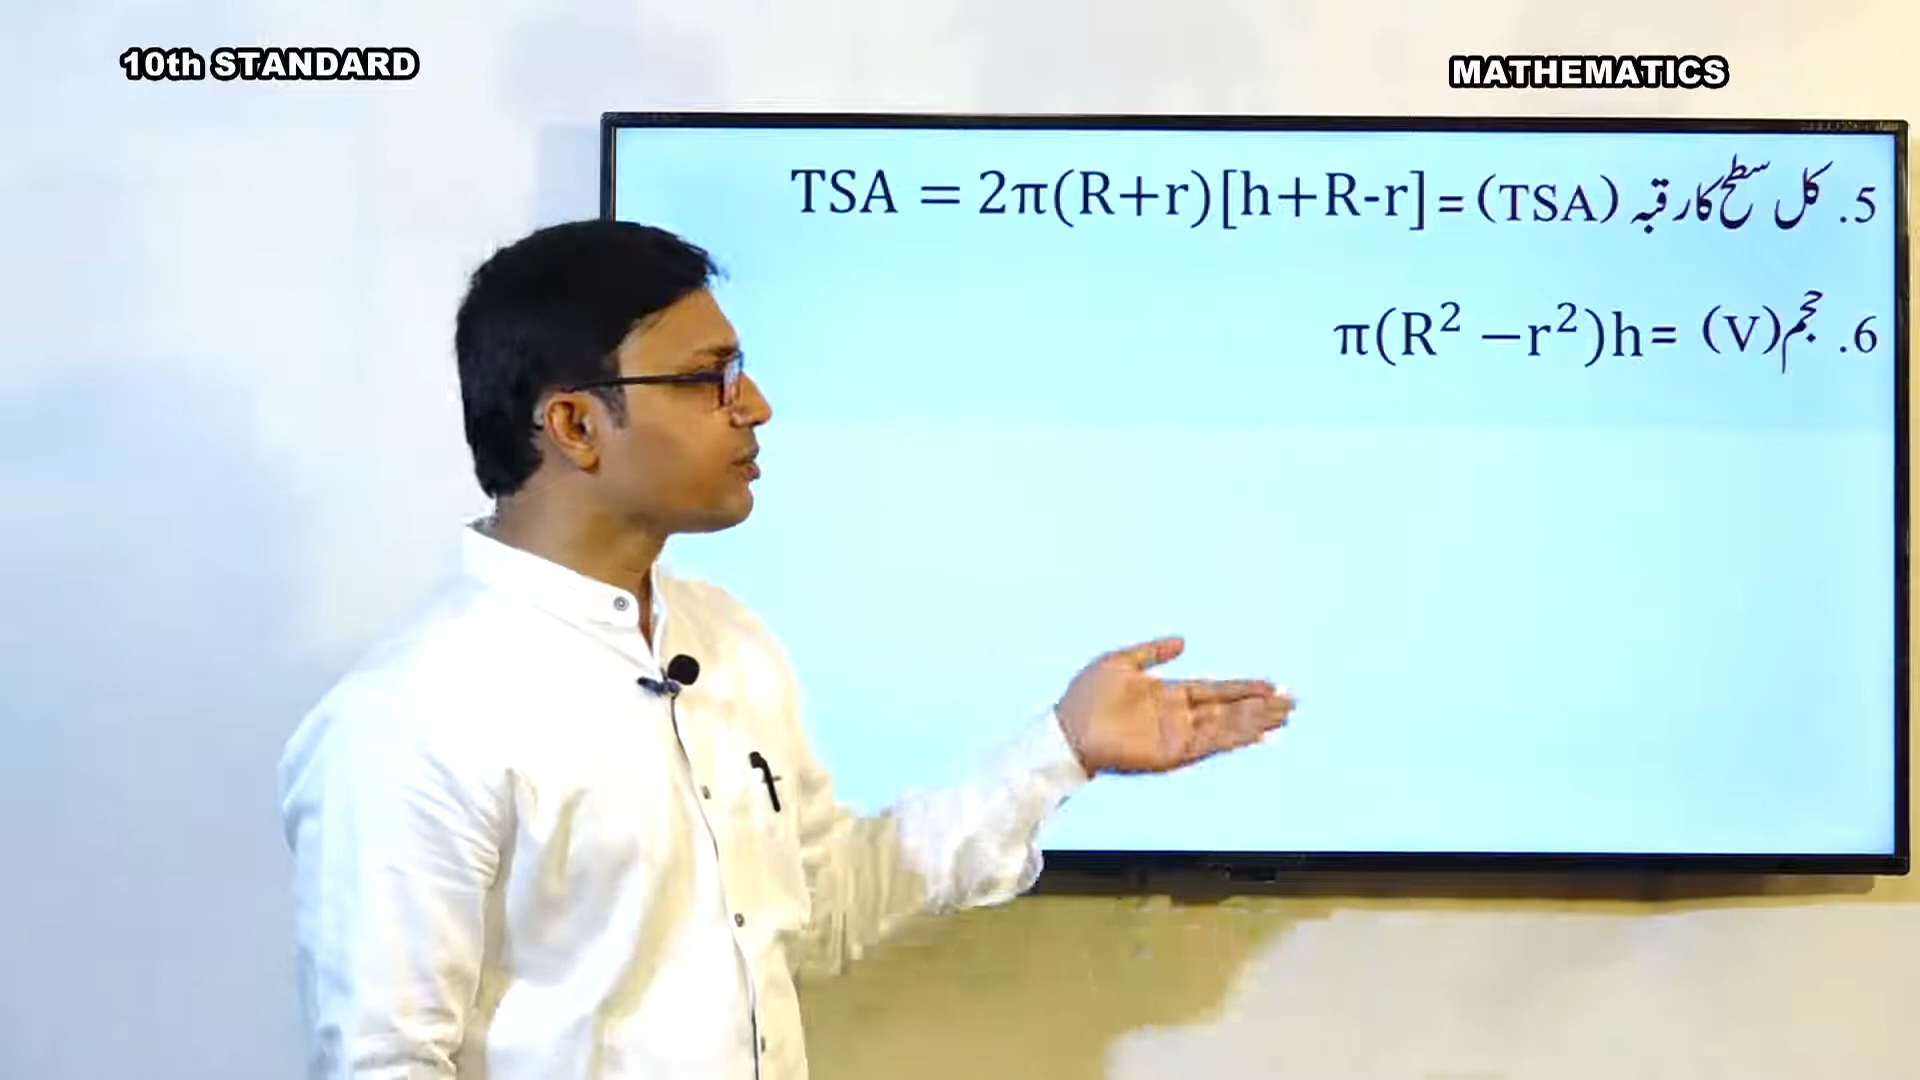 10th STANDARD
MATHEMATICS
5. کل سطح کا رقبہ (TSA) = TSA = 2π(R+r)[h+R-r]
6. حجم (V) = π(R² −r²)h